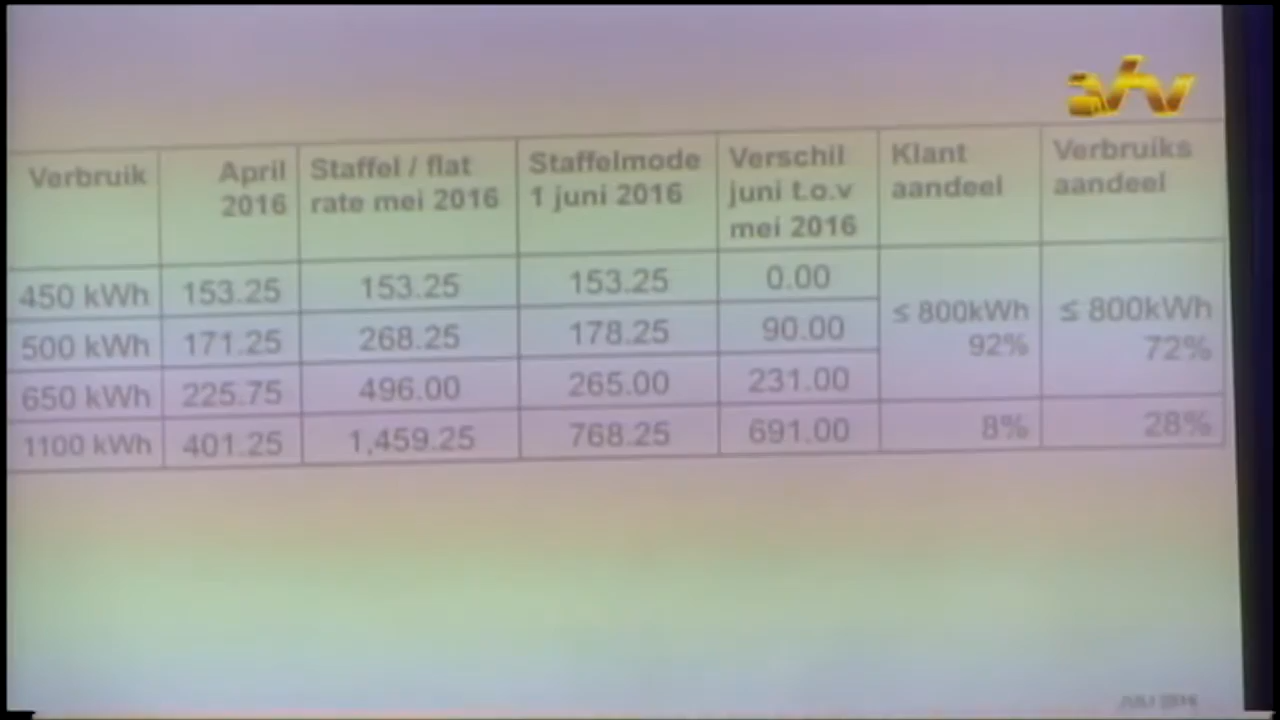 atv
Verbruik
April
2016
Staffel / flat
rate mei 2016
Staffelmode
1 juni 2016
Verschil
juni t.o.v
mei 2016
Klant
aandeel
Verbruiks
aandeel
450 kWh 153.25 153.25 153.25 0.00
500 kWh 171.25 268.25 178.25 90.00
650 kWh 225.75 496.00 265.00 231.00
≤ 800kWh
92%
≤ 800kWh
72%
1100 kWh 401.25 1,459.25 768.25 691.00 8% 28%